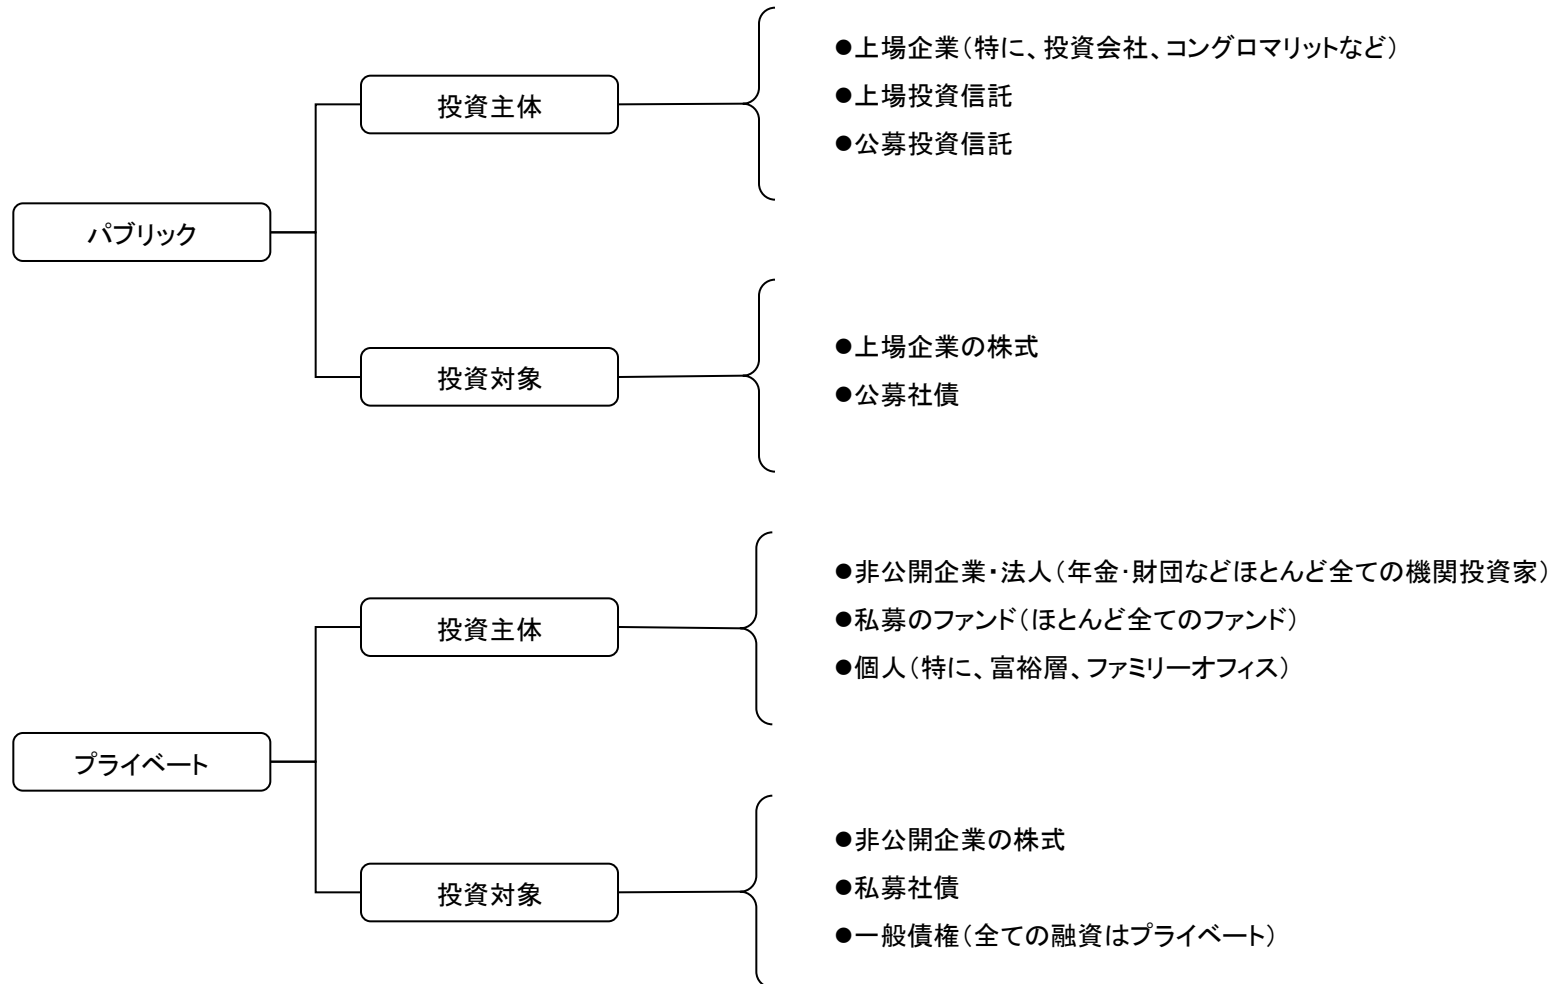 パブリック
投資主体
●上場企業（特に、投資会社、コングロマリットなど）
●上場投資信託
●公募投資信託
投資対象
●上場企業の株式
●公募社債
プライベート
投資主体
●非公開企業・法人（年金・財団などほとんど全ての機関投資家）
●私募のファンド（ほとんど全てのファンド）
●個人（特に、富裕層、ファミリーオフィス）
投資対象
●非公開企業の株式
●私募社債
●一般債権（全ての融資はプライベート）